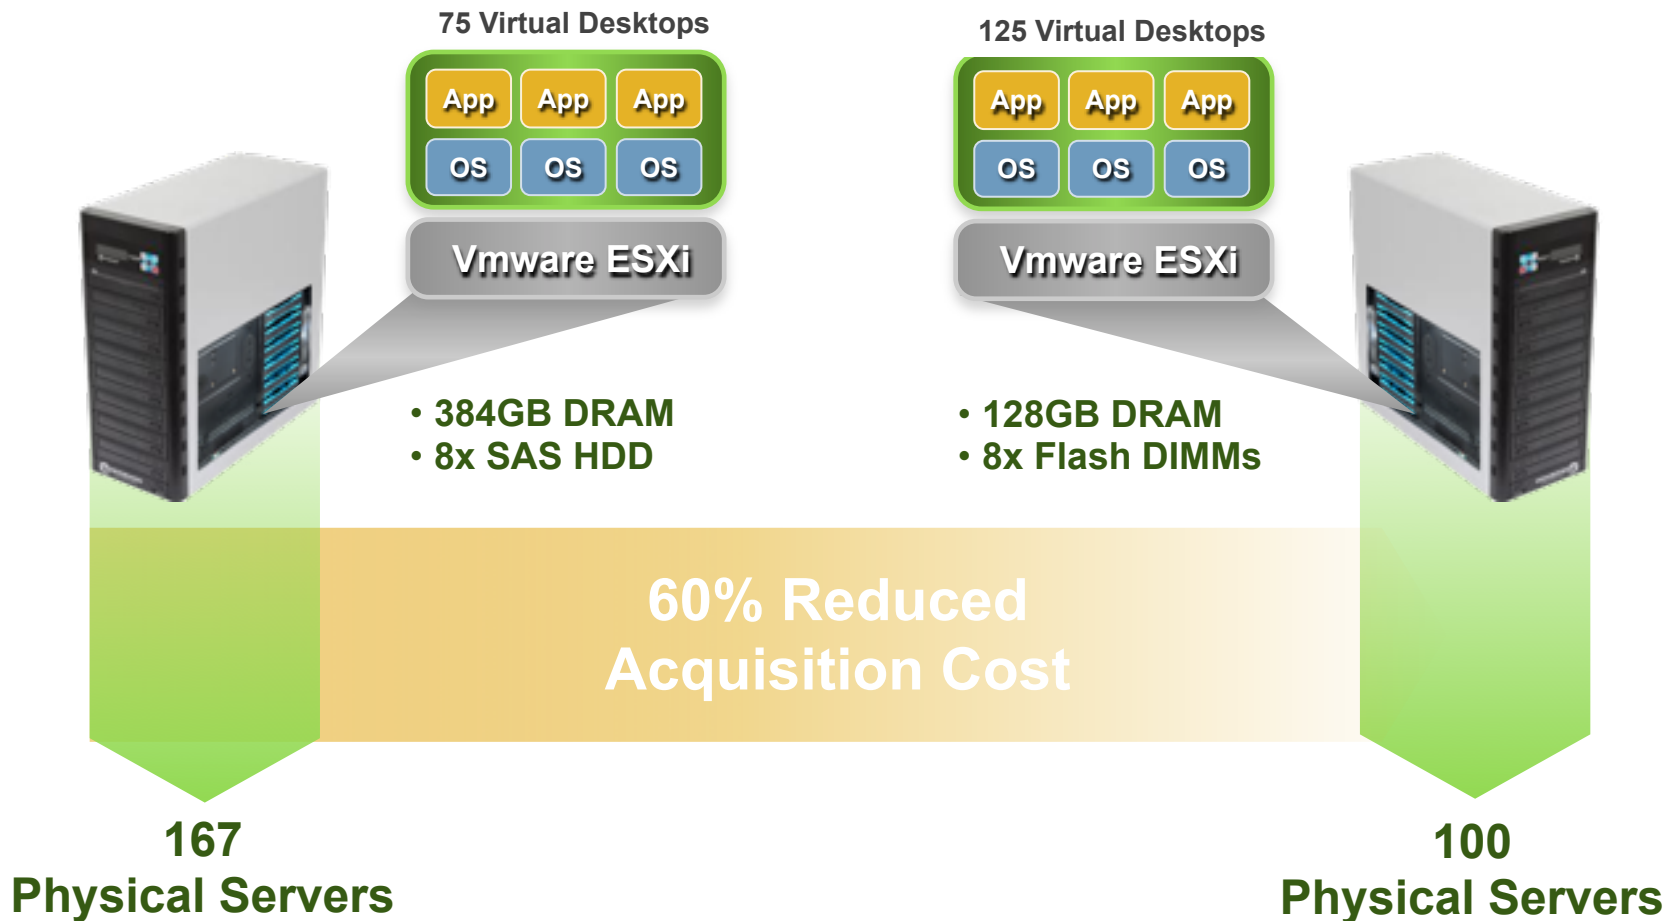 75 Virtual Desktops
App App App
OS OS OS
Vmware ESXi
• 384GB DRAM
• 8x SAS HDD
125 Virtual Desktops
App App App
OS OS OS
Vmware ESXi
• 128GB DRAM
• 8x Flash DIMMs
60% Reduced
Acquisition Cost
167
Physical Servers
100
Physical Servers